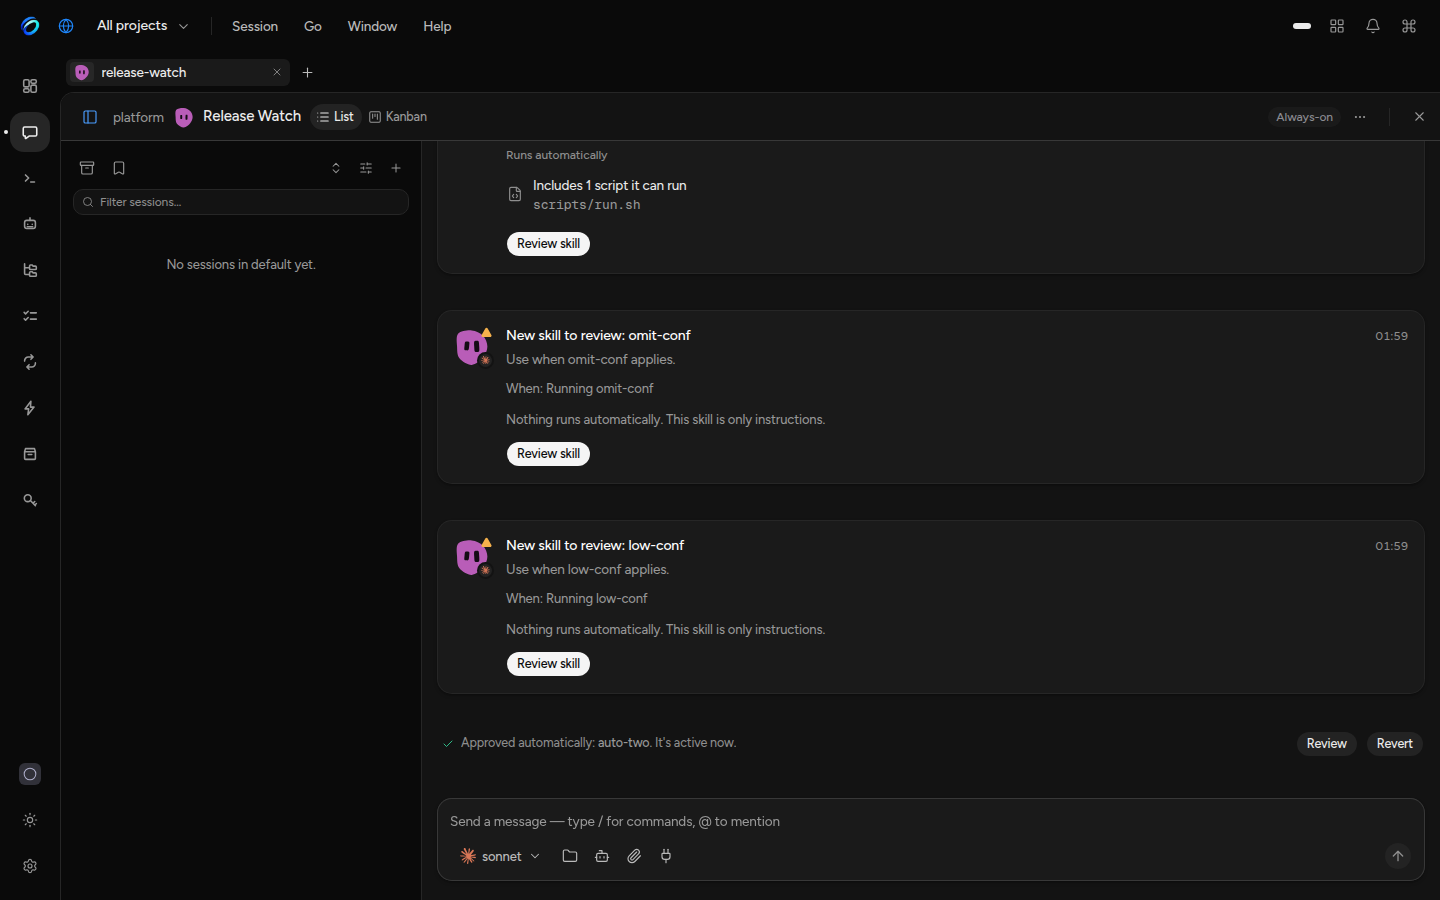 All projects
Session
Go
Window
Help
release-watch
platform
Release Watch
List
Kanban
Always-on
Filter sessions...
No sessions in default yet.
Runs automatically
Includes 1 script it can run
scripts/run.sh
Review skill
New skill to review: omit-conf
01:59
Use when omit-conf applies.
When: Running omit-conf
Nothing runs automatically. This skill is only instructions.
Review skill
New skill to review: low-conf
01:59
Use when low-conf applies.
When: Running low-conf
Nothing runs automatically. This skill is only instructions.
Review skill
Approved automatically: auto-two. It's active now.
Review
Revert
Send a message — type / for commands, @ to mention
sonnet